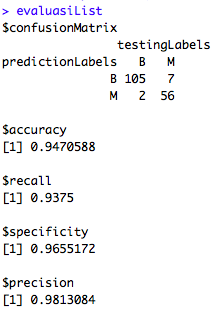 > evaluasiList
$confusionMatrix
testingLabels
predictionLabels B M
B 105 7
M 2 56
$accuracy
[1] 0.9470588
$recall
[1] 0.9375
$specificity
[1] 0.9655172
$precision
[1] 0.9813084